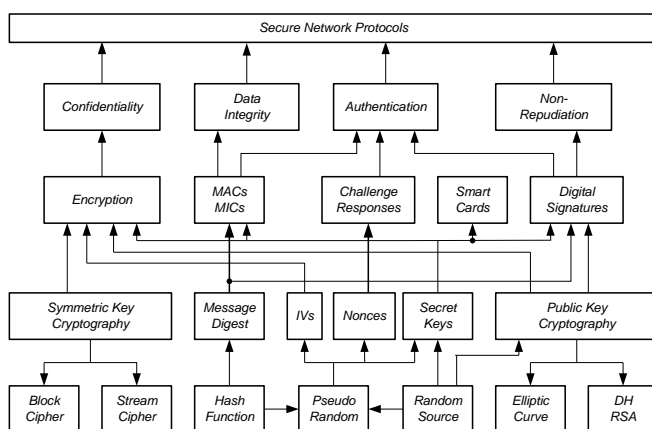 Secure Network Protocols
Confidentiality
Data
Integrity
Authentication
Non-
Repudiation
Encryption
MACs
MICs
Challenge
Responses
Smart
Cards
Digital
Signatures
Symmetric Key
Cryptography
Message
Digest
IVs
Nonces
Secret
Keys
Public Key
Cryptography
Block
Cipher
Stream
Cipher
Hash
Function
Pseudo
Random
Random
Source
Elliptic
Curve
DH
RSA